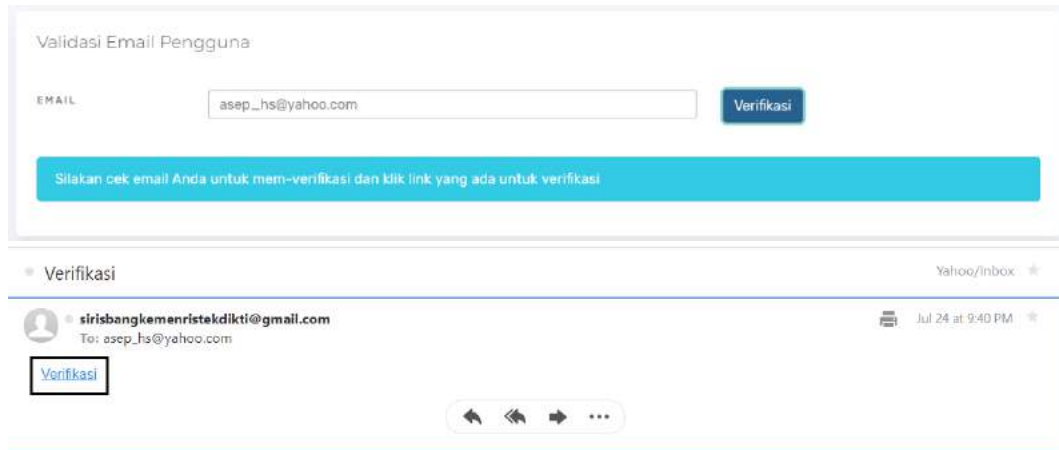 Validasi Email Pengguna
EMAIL
asep_hs@yahoo.com
Verifikasi
Silakan cek email Anda untuk mem-verifikasi dan klik link yang ada untuk verifikasi
Verifikasi
Yahoo/Inbox
sirisbangkemenristekdikti@gmail.com
Jul 24 at 9:40 PM
To: asep_hs@yahoo.com
Verifikasi